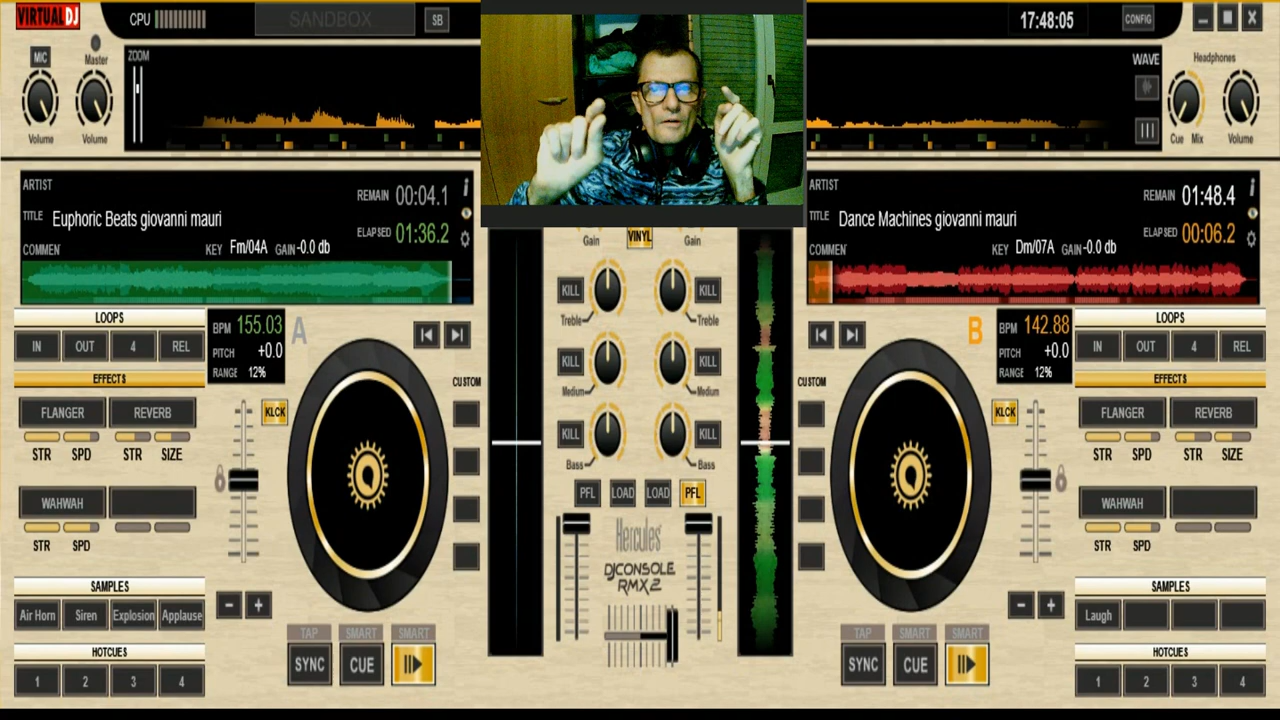 VIRTUAL DJ
CPU
SANDBOX
SB
17:48:05
CONFIG
MIC
Master
Volume
Volume
ZOOM
WAVE
Headphones
Cue
Mix
Volume
ARTIST
REMAIN 00:04.1
TITLE Euphoric Beats giovanni mauri
ELAPSED 01:36.2
COMMEN
KEY Fm/04A GAIN -0.0 db
ARTIST
REMAIN 01:48.4
TITLE Dance Machines giovanni mauri
ELAPSED 00:06.2
COMMEN
KEY Dm/07A GAIN -0.0 db
LOOPS
IN OUT 4 REL
EFFECTS
FLANGER REVERB
STR SPD STR SIZE
WAHWAH
STR SPD
SAMPLES
Air Horn Siren Explosion Applause
HOTCUES
1 2 3 4
BPM 155.03
PITCH +0.0
RANGE 12%
A
KLCK
CUSTOM
TAP SMART SMART
SYNC CUE
Gain VINYL Gain
KILL KILL
Treble Treble
KILL KILL
Medium Medium
KILL KILL
Bass Bass
PFL LOAD LOAD PFL
Hercules
DJCONSOLE
RMX2
B
BPM 142.88
PITCH +0.0
RANGE 12%
CUSTOM
KLCK
TAP SMART SMART
SYNC CUE
LOOPS
IN OUT 4 REL
EFFECTS
FLANGER REVERB
STR SPD STR SIZE
WAHWAH
STR SPD
SAMPLES
Laugh
HOTCUES
1 2 3 4